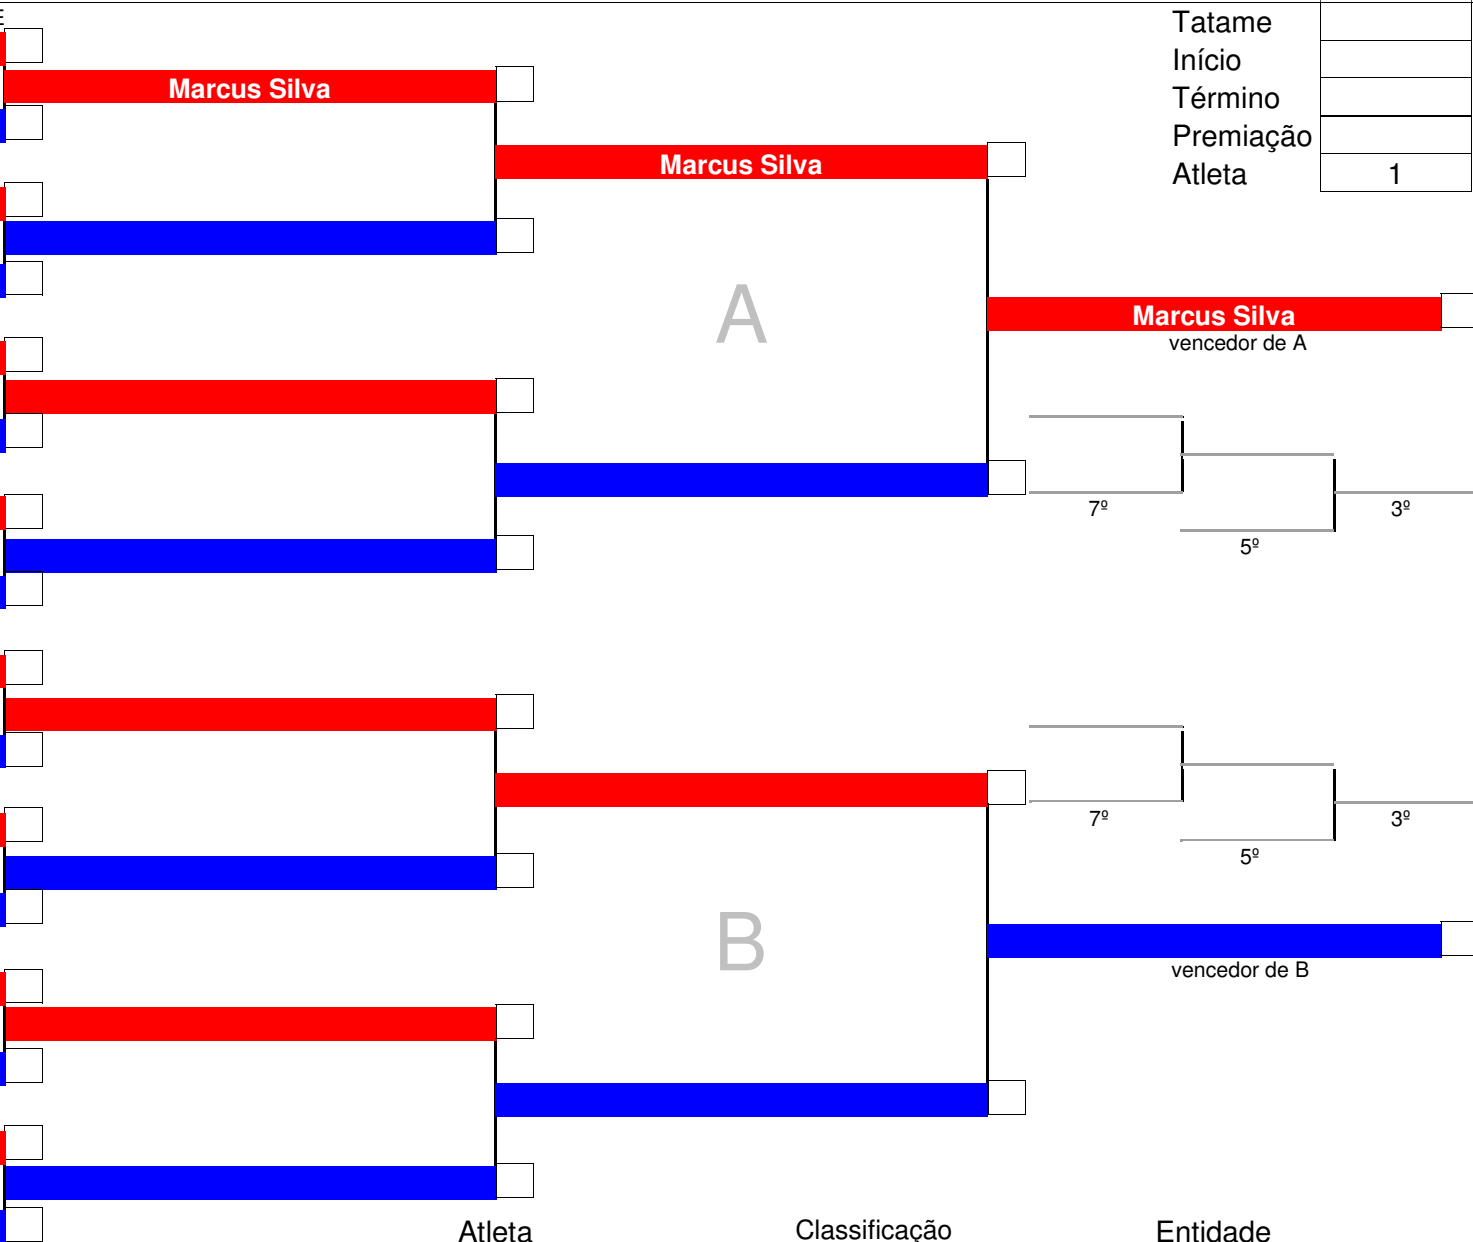 Tatame
Início
Término
Premiação
Atleta 1
Marcus Silva
Marcus Silva
A
Marcus Silva
vencedor de A
7º
3º
5º
7º
3º
5º
B
vencedor de B
Atleta Classificação Entidade